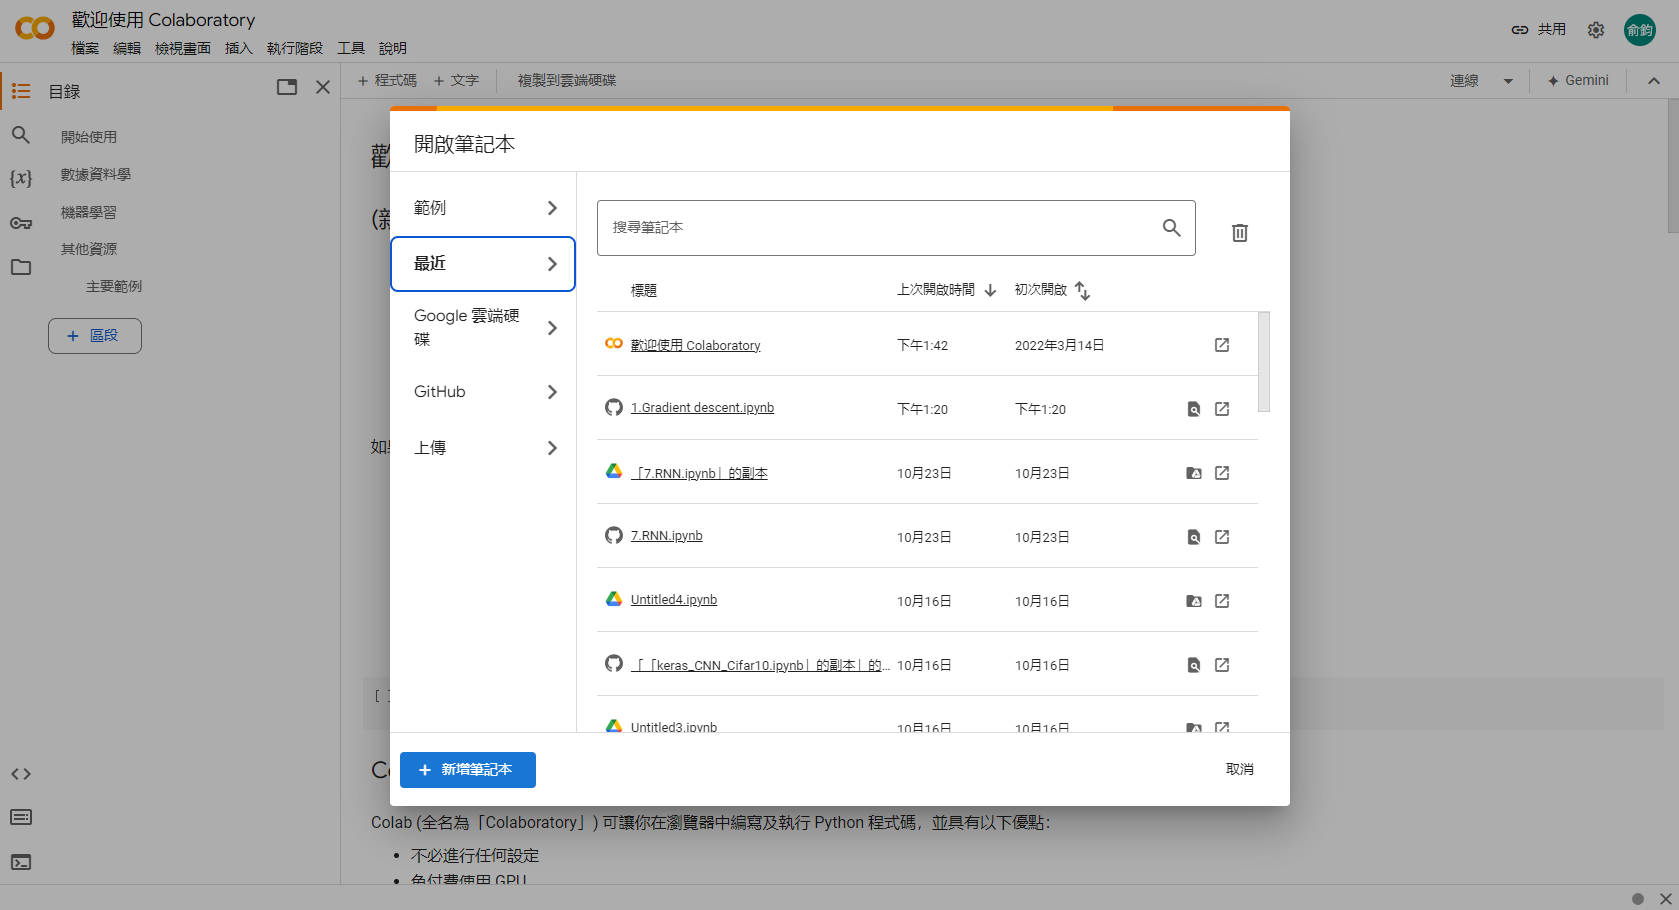 歡迎使用 Colaboratory
檔案 編輯 檢視畫面 插入 執行階段 工具 說明
共用
俞鈞
目錄
開始使用
數據資料學
機器學習
其他資源
主要範例
+ 區段
+ 程式碼 + 文字 複製到雲端硬碟
連線
Gemini
開啟筆記本
範例
最近
Google 雲端硬
碟
GitHub
上傳
搜尋筆記本
標題 上次開啟時間 初次開啟
歡迎使用 Colaboratory 下午1:42 2022年3月14日
1.Gradient descent.ipynb 下午1:20 下午1:20
「7.RNN.ipynb」的副本 10月23日 10月23日
7.RNN.ipynb 10月23日 10月23日
Untitled4.ipynb 10月16日 10月16日
「「keras_CNN_Cifar10.ipynb」的副本」的... 10月16日 10月16日
Untitled3.ipynb 10月16日 10月16日
+ 新增筆記本
取消
Colab (全名為「Colaboratory」) 可讓你在瀏覽器中編寫及執行 Python 程式碼，並具有以下優點：
• 不必進行任何設定
• 免付費使用 GPU